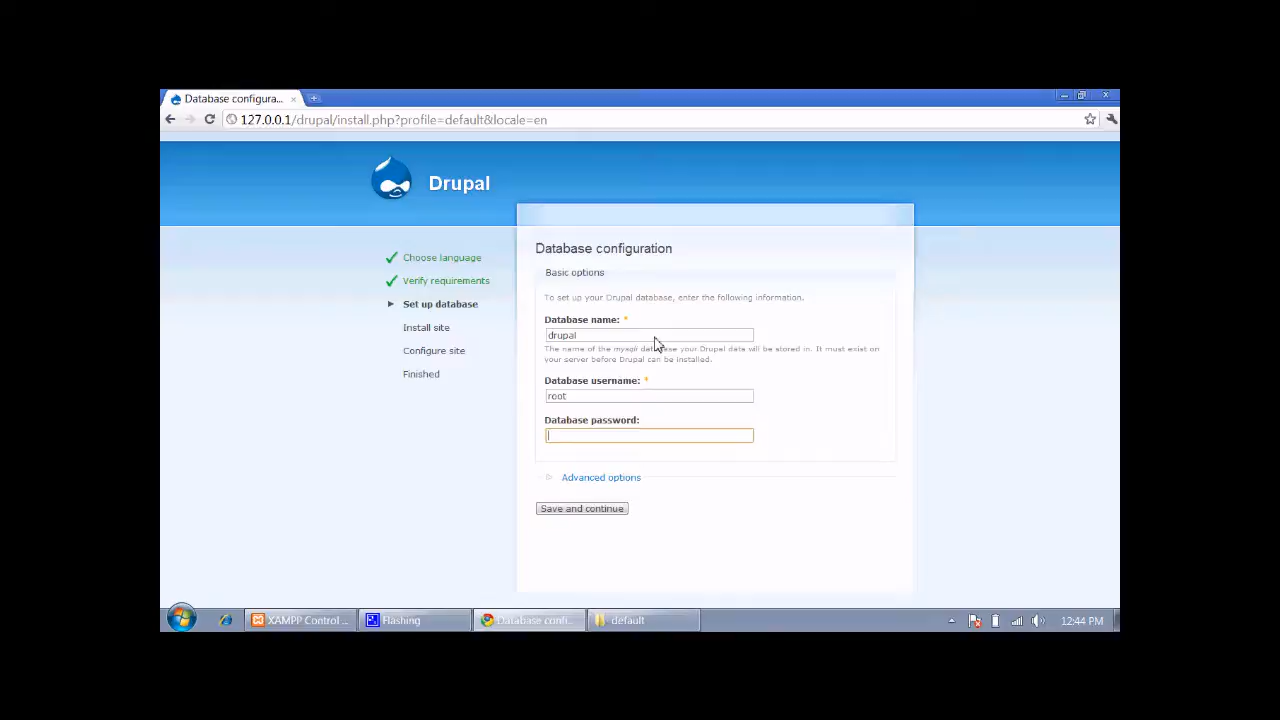 Database configura...
127.0.0.1/drupal/install.php?profile=default&locale=en
Drupal
Choose language
Verify requirements
Set up database
Install site
Configure site
Finished
Database configuration
Basic options
To set up your Drupal database, enter the following information.
Database name: *
drupal
The name of the mysqli database your Drupal data will be stored in. It must exist on
your server before Drupal can be installed.
Database username: *
root
Database password:
Advanced options
Save and continue
XAMPP Control ...
Flashing
Database confi...
default
12:44 PM